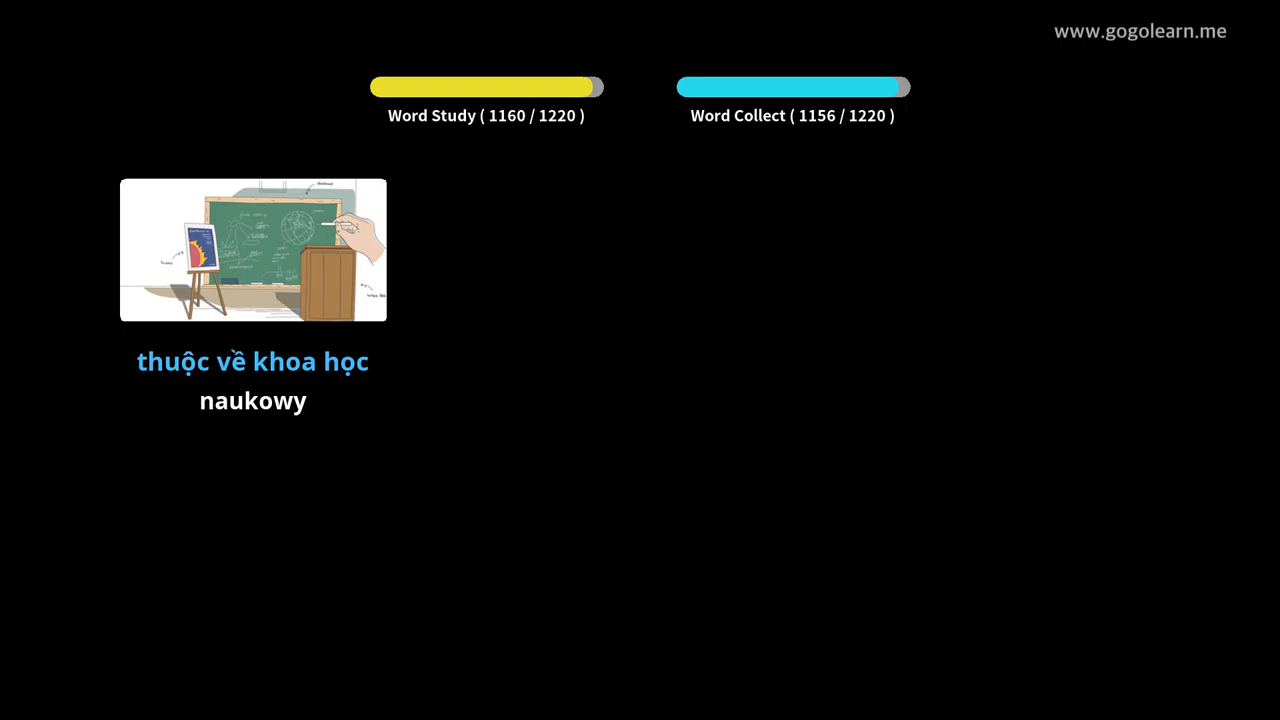 www.gogolearn.me
Word Study ( 1160 / 1220 )
Word Collect ( 1156 / 1220 )
thuộc về khoa học
naukowy